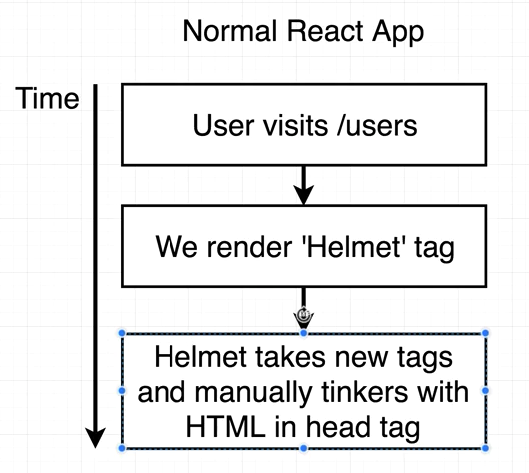 Normal React App
Time
User visits /users
We render 'Helmet' tag
Helmet takes new tags
and manually tinkers with
HTML in head tag